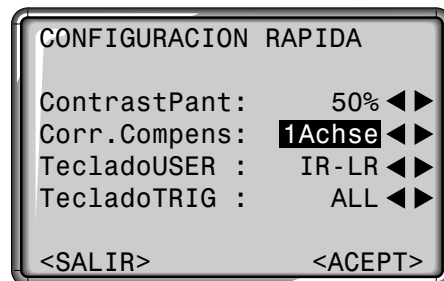 CONFIGURACION RAPIDA
ContrastPant: 50% ◀▶
Corr.Compens: 1Achse ◀▶
TecladoUSER : IR-LR ◀▶
TecladoTRIG : ALL ◀▶
<SALIR> <ACEPT>